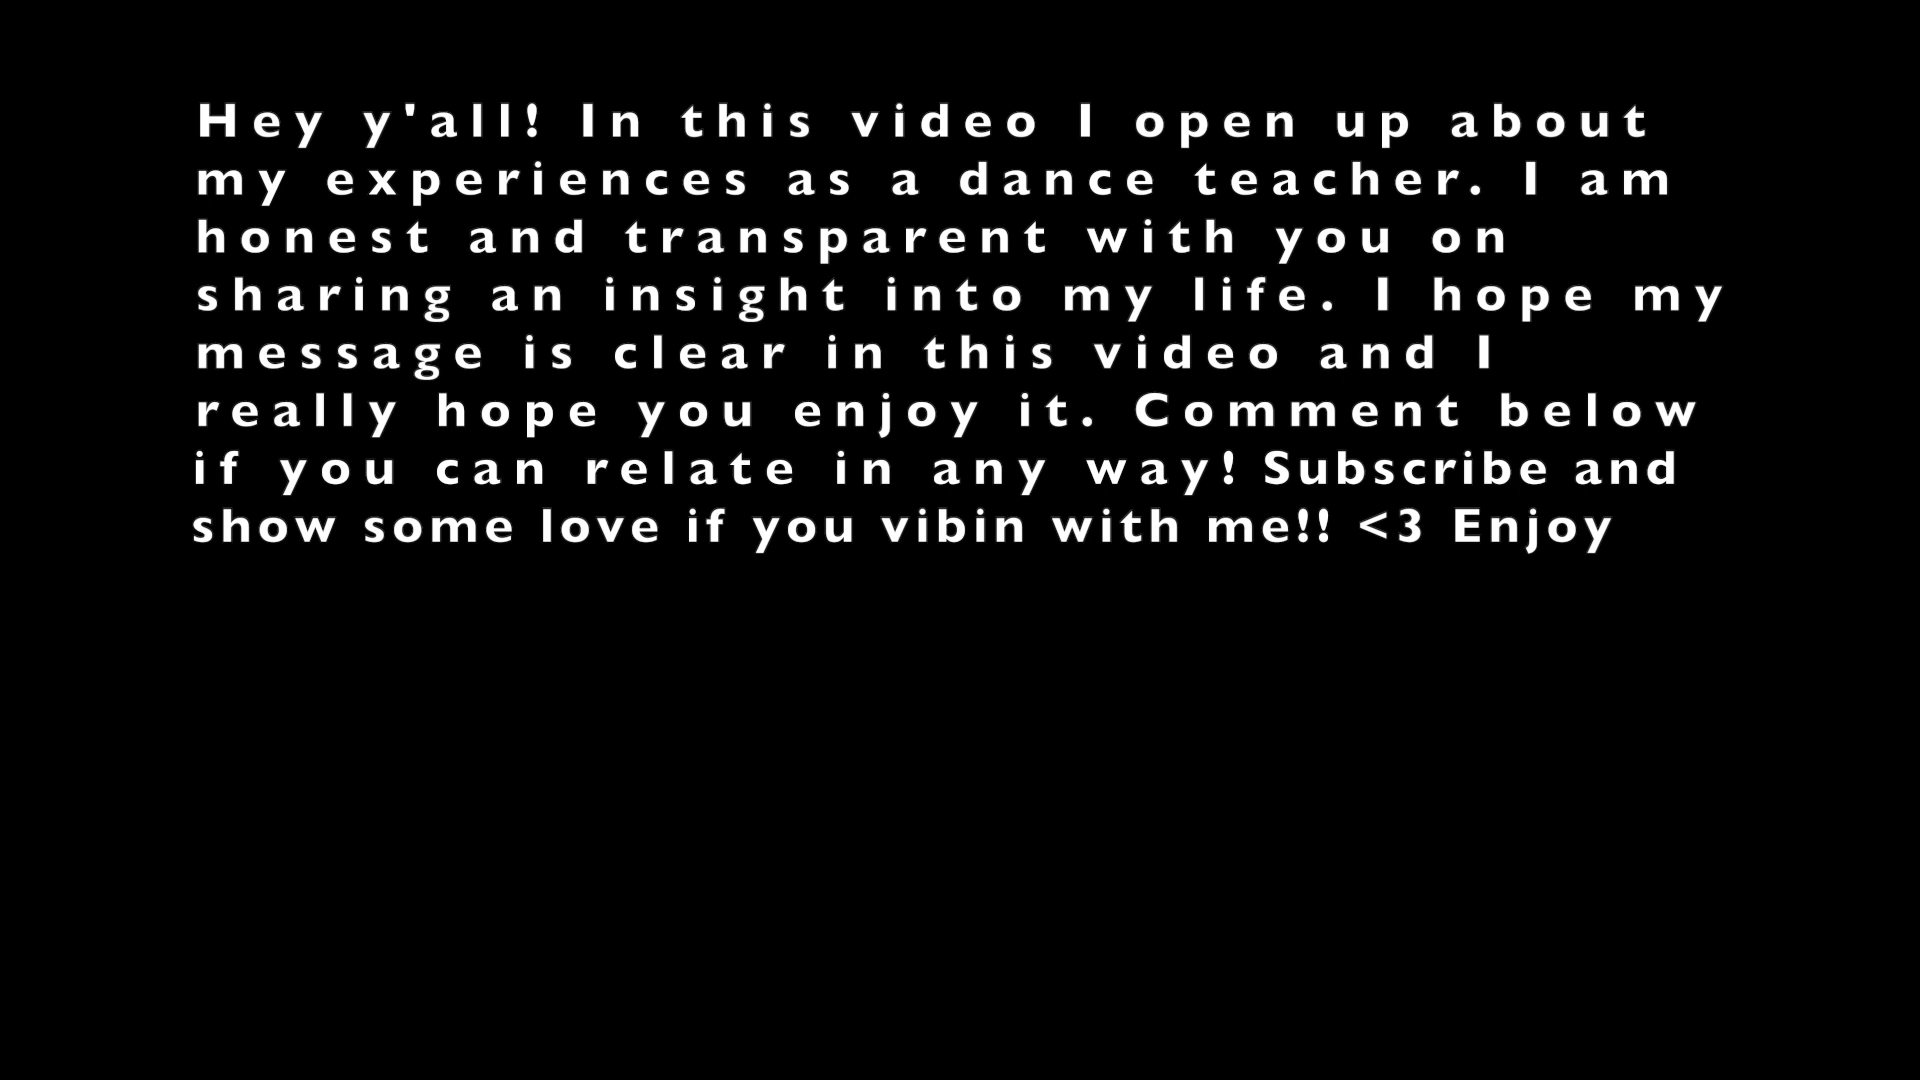 Hey y'all! In this video I open up about
my experiences as a dance teacher. I am
honest and transparent with you on
sharing an insight into my life. I hope my
message is clear in this video and I
really hope you enjoy it. Comment below
if you can relate in any way! Subscribe and
show some love if you vibin with me!! <3 Enjoy